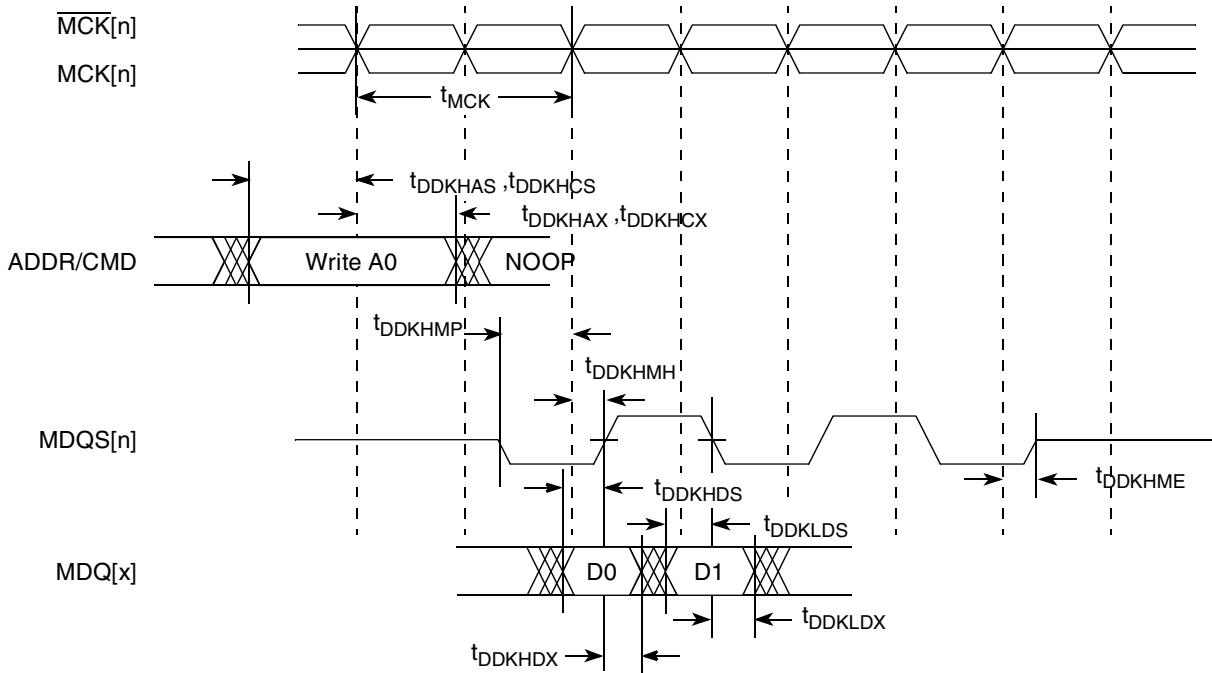 MCK[n]
MCK[n]
tMCK
tDDKHAS ,tDDKHCS
tDDKHAX ,tDDKHCX
ADDR/CMD
Write A0
NOOP
tDDKHMP
tDDKHMH
MDQS[n]
tDDKHME
tDDKHDS
tDDKLDS
MDQ[x]
D0
D1
tDDKLDX
tDDKHDX